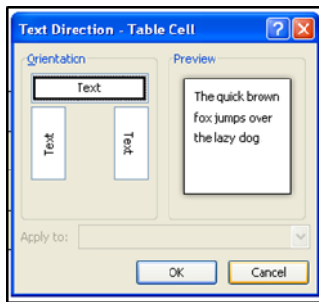 Text Direction - Table Cell
Orientation
Preview
Text
Text
Text
The quick brown
fox jumps over
the lazy dog
Apply to:
OK
Cancel